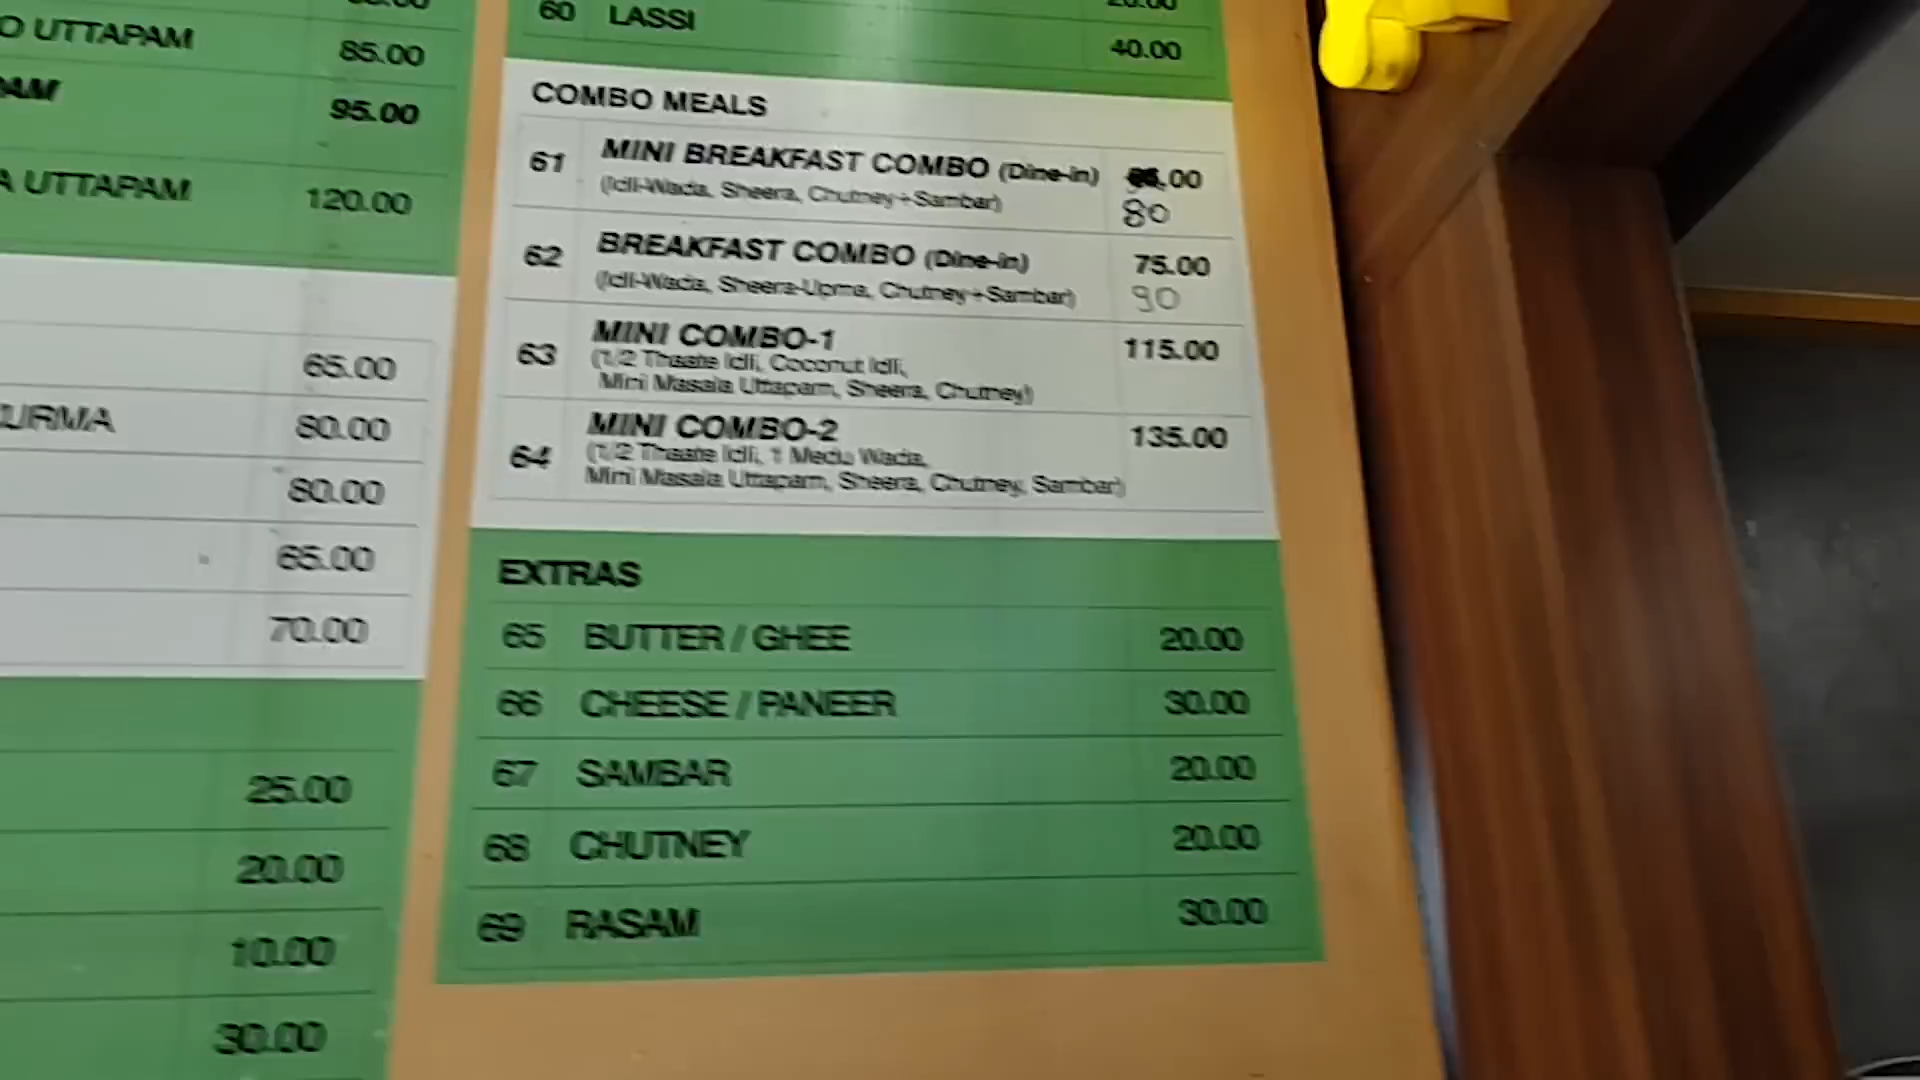 O UTTAPAM 85.00
95.00
A UTTAPAM 120.00
65.00
URMA 80.00
80.00
65.00
70.00
25.00
20.00
10.00
30.00
60 LASSI 40.00
COMBO MEALS
61 MINI BREAKFAST COMBO (Dine-in) .00
(Idli-Wada, Sheera, Chutney+Sambar) 80
62 BREAKFAST COMBO (Dine-in) 75.00
(Idli-Wada, Sheera-Upma, Chutney+Sambar) 90
63 MINI COMBO-1 115.00
(1/2 Thaate Idli, Coconut Idli,
Mini Masala Uttapam, Sheera, Chutney)
64 MINI COMBO-2 135.00
(1/2 Thaate Idli, 1 Medu Wada,
Mini Masala Uttapam, Sheera, Chutney, Sambar)
EXTRAS
65 BUTTER / GHEE 20.00
66 CHEESE / PANEER 30.00
67 SAMBAR 20.00
68 CHUTNEY 20.00
69 RASAM 30.00